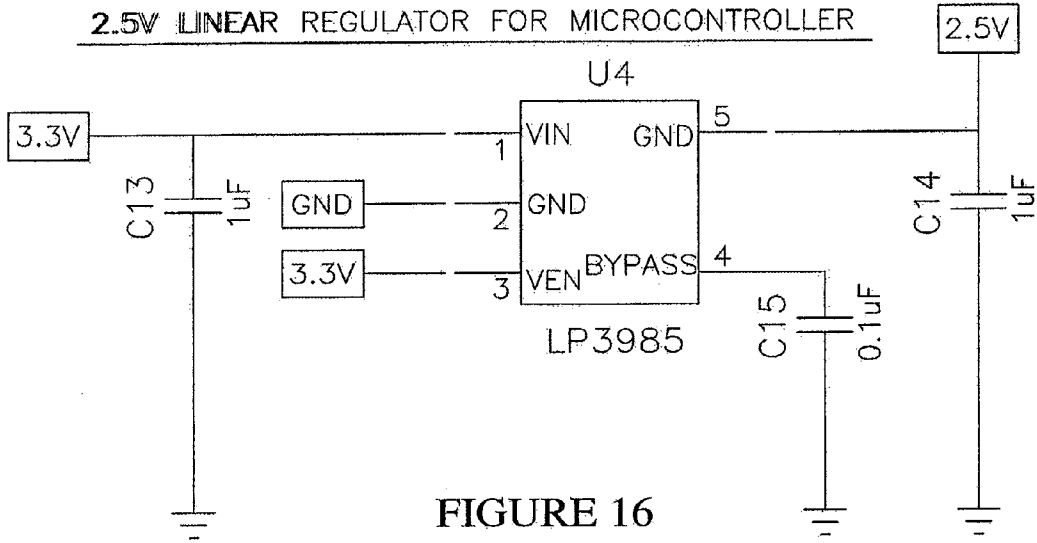 2.5V LINEAR REGULATOR FOR MICROCONTROLLER
2.5V
U4
3.3V
1
VIN
GND
5
C13
1uF
GND
2
GND
C14
1uF
3.3V
3
VEN
BYPASS
4
LP3985
C15
0.1uF
FIGURE 16